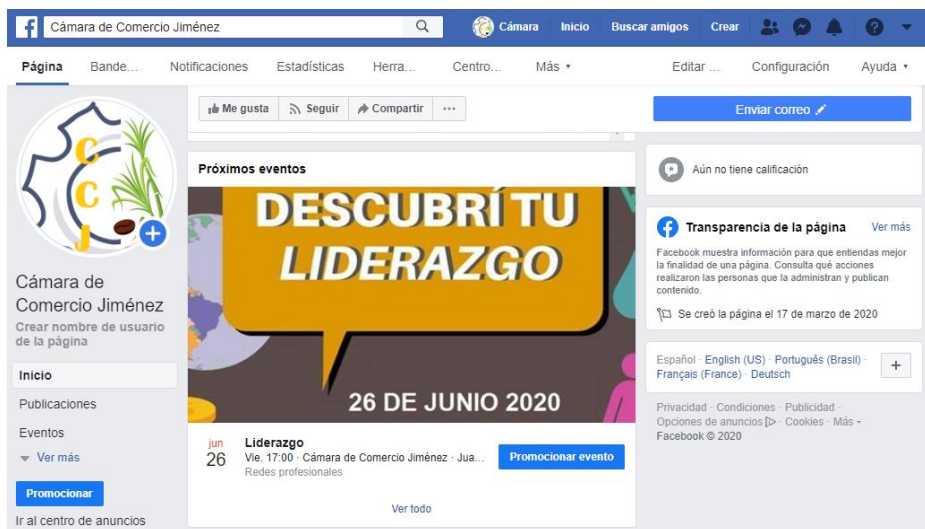 Cámara de Comercio Jiménez
Cámara Inicio Buscar amigos Crear
Página Bande... Notificaciones Estadísticas Herra... Centro... Más Editar ... Configuración Ayuda
C
C
J
Cámara de
Comercio Jiménez
Crear nombre de usuario
de la página
Inicio
Publicaciones
Eventos
Ver más
Promocionar
Ir al centro de anuncios
Me gusta Seguir Compartir ...
Próximos eventos
DESCUBRÍ TU
LIDERAZGO
26 DE JUNIO 2020
jun
26
Liderazgo
Vie. 17:00 · Cámara de Comercio Jiménez · Jua...
Redes profesionales
Promocionar evento
Ver todo
Enviar correo
Aún no tiene calificación
Transparencia de la página Ver más
Facebook muestra información para que entiendas mejor
la finalidad de una página. Consulta qué acciones
realizaron las personas que la administran y publican
contenido.
Se creó la página el 17 de marzo de 2020
Español · English (US) · Português (Brasil) ·
Français (France) · Deutsch
Privacidad · Condiciones · Publicidad ·
Opciones de anuncios · Cookies · Más
Facebook © 2020